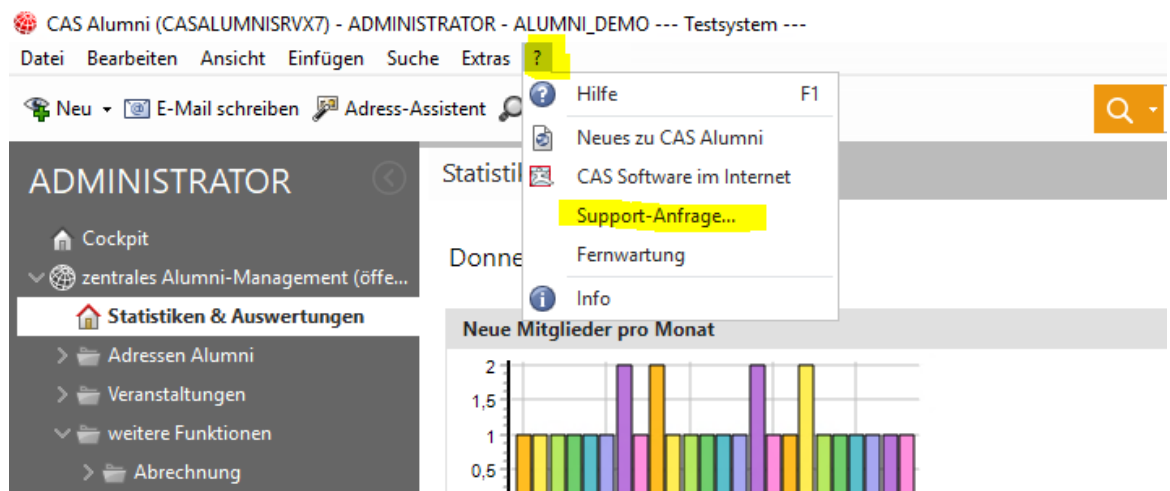 CAS Alumni (CASALUMNISRVX7) - ADMINISTRATOR - ALUMNI_DEMO --- Testsystem ---
Datei Bearbeiten Ansicht Einfügen Suche Extras ?
Neu E-Mail schreiben Adress-Assistent
Hilfe F1
Neues zu CAS Alumni
CAS Software im Internet
Support-Anfrage...
Fernwartung
Info
ADMINISTRATOR
Cockpit
zentrales Alumni-Management (öffe...
Statistiken & Auswertungen
Adressen Alumni
Veranstaltungen
weitere Funktionen
Abrechnung
Statistik
Donne
Neue Mitglieder pro Monat
2
1,5
1
0,5